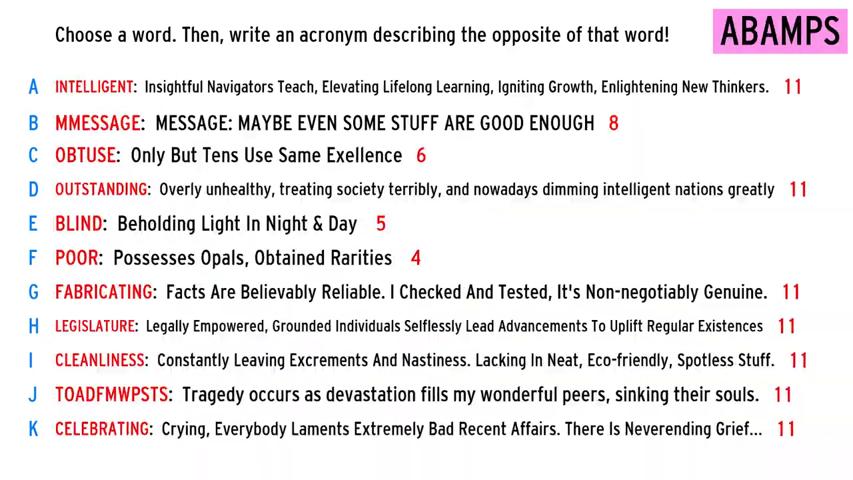 Choose a word. Then, write an acronym describing the opposite of that word! ABAMPS
A INTELLIGENT: Insightful Navigators Teach, Elevating Lifelong Learning, Igniting Growth, Enlightening New Thinkers. 11
B MMESSAGE: MESSAGE: MAYBE EVEN SOME STUFF ARE GOOD ENOUGH 8
C OBTUSE: Only But Tens Use Same Exellence 6
D OUTSTANDING: Overly unhealthy, treating society terribly, and nowadays dimming intelligent nations greatly 11
E BLIND: Beholding Light In Night & Day 5
F POOR: Possesses Opals, Obtained Rarities 4
G FABRICATING: Facts Are Believably Reliable. I Checked And Tested, It's Non-negotiably Genuine. 11
H LEGISLATURE: Legally Empowered, Grounded Individuals Selflessly Lead Advancements To Uplift Regular Existences 11
I CLEANLINESS: Constantly Leaving Excrements And Nastiness. Lacking In Neat, Eco-friendly, Spotless Stuff. 11
J TOADFMWPSTS: Tragedy occurs as devastation fills my wonderful peers, sinking their souls. 11
K CELEBRATING: Crying, Everybody Laments Extremely Bad Recent Affairs. There Is Neverending Grief... 11